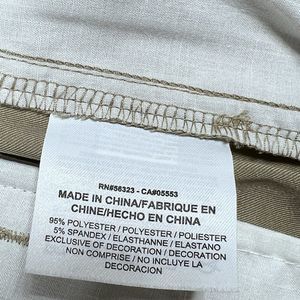 RN#56323 - CA#05553
MADE IN CHINA/FABRIQUE EN
CHINE/HECHO EN CHINA
95% POLYESTER / POLYESTER / POLIESTER
5% SPANDEX / ELASTHANNE / ELASTANO
EXCLUSIVE OF DECORATION / DECORATION
NON COMPRISE / NO INCLUYE LA
DECORACION